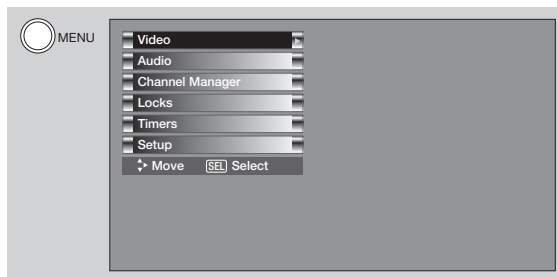 MENU
Video
Audio
Channel Manager
Locks
Timers
Setup
Move SEL Select